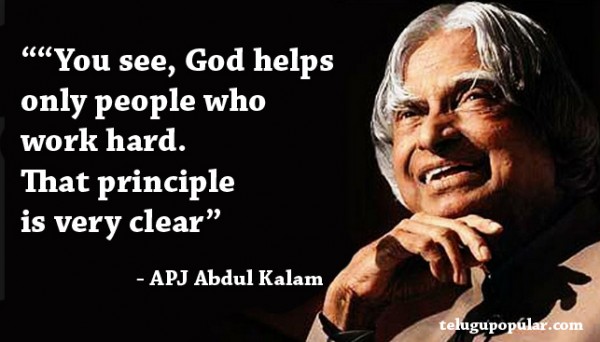 ““You see, God helps
only people who
work hard.
That principle
is very clear”
- APJ Abdul Kalam
telugupopular.com